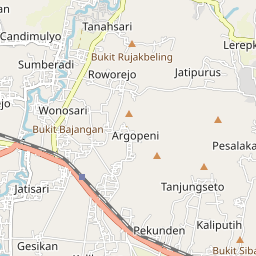 Tanahsari
Candimulyo
Bukit Rujakbeling
Lerepk
Sumberadi
Roworejo
Jatipurus
ejo
Wonosari
Bukit Bajangan
Argopeni
Pesalaka
Jatisari
Tanjungseto
Pekunden
Kaliputih
Gesikan
Bukit Siba